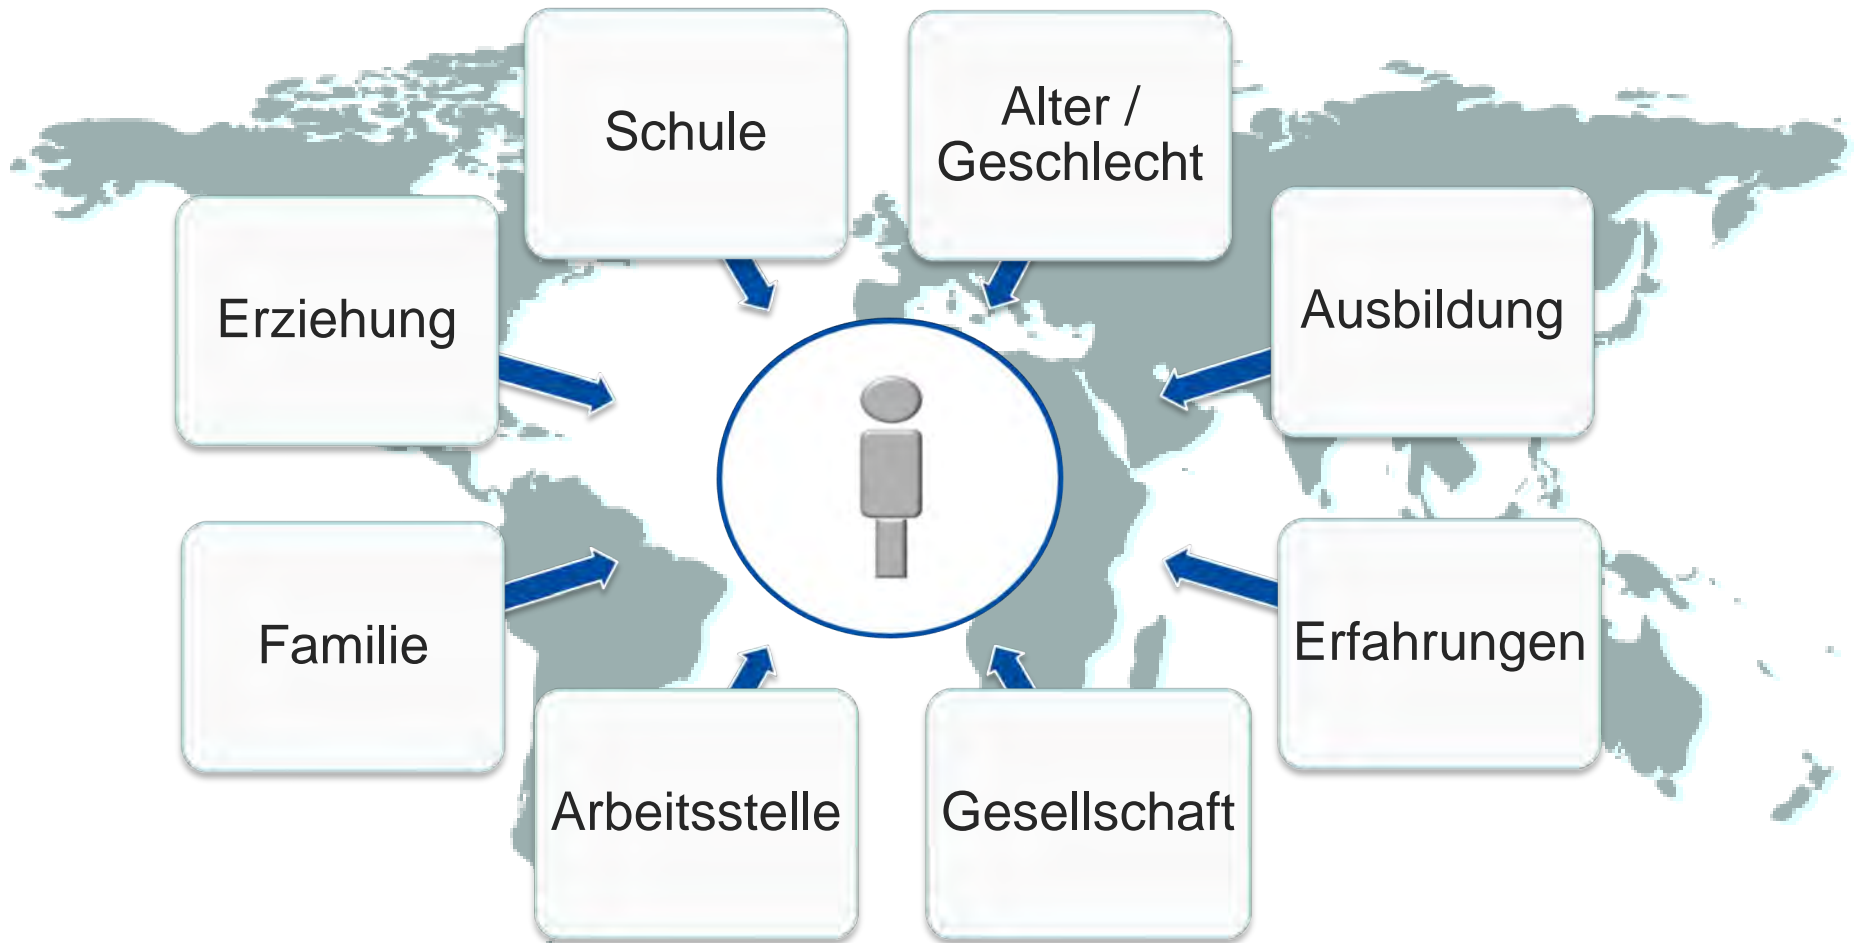 Schule
Alter /
Geschlecht
Erziehung
Ausbildung
Familie
Erfahrungen
Arbeitsstelle
Gesellschaft